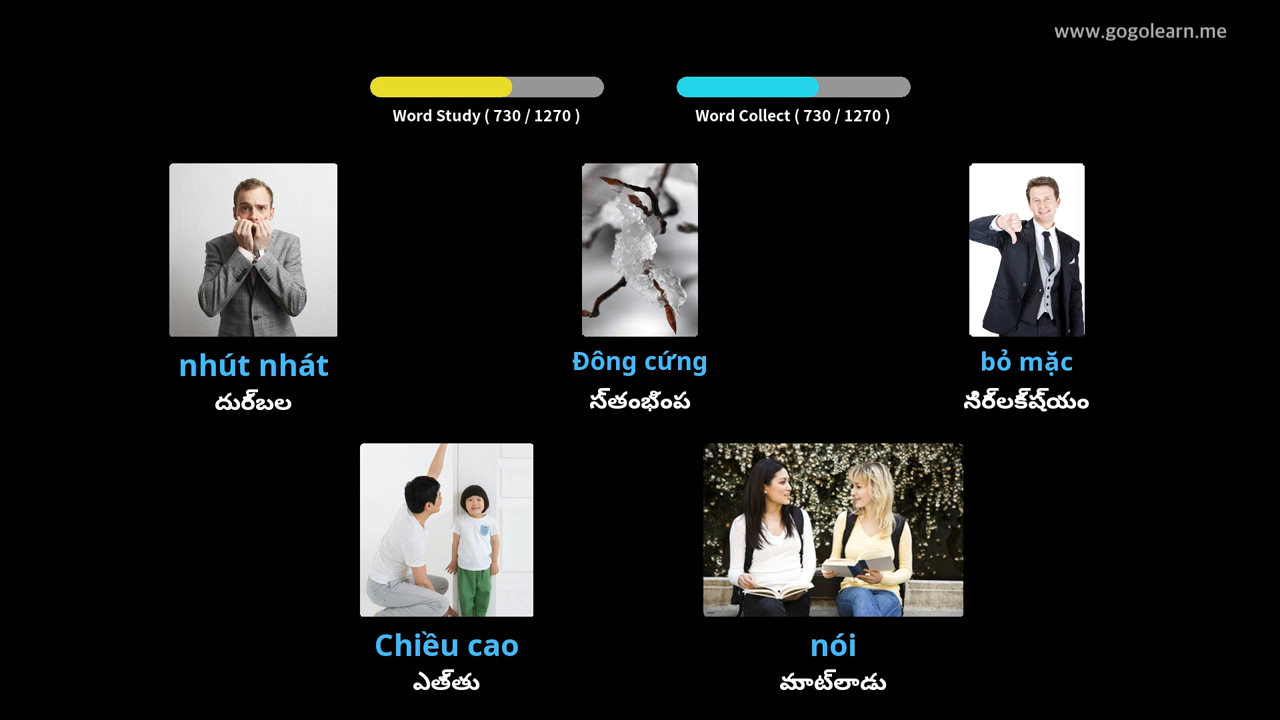 www.gogolearn.me
Word Study ( 730 / 1270 )
Word Collect ( 730 / 1270 )
nhút nhát
Đông cứng
bỏ mặc
దుర్‌బల
స్‌తంభింప
నిర్‌లక్‌ష్‌యం
Chiều cao
nói
ఎత్‌తు
మాట్‌లాడు